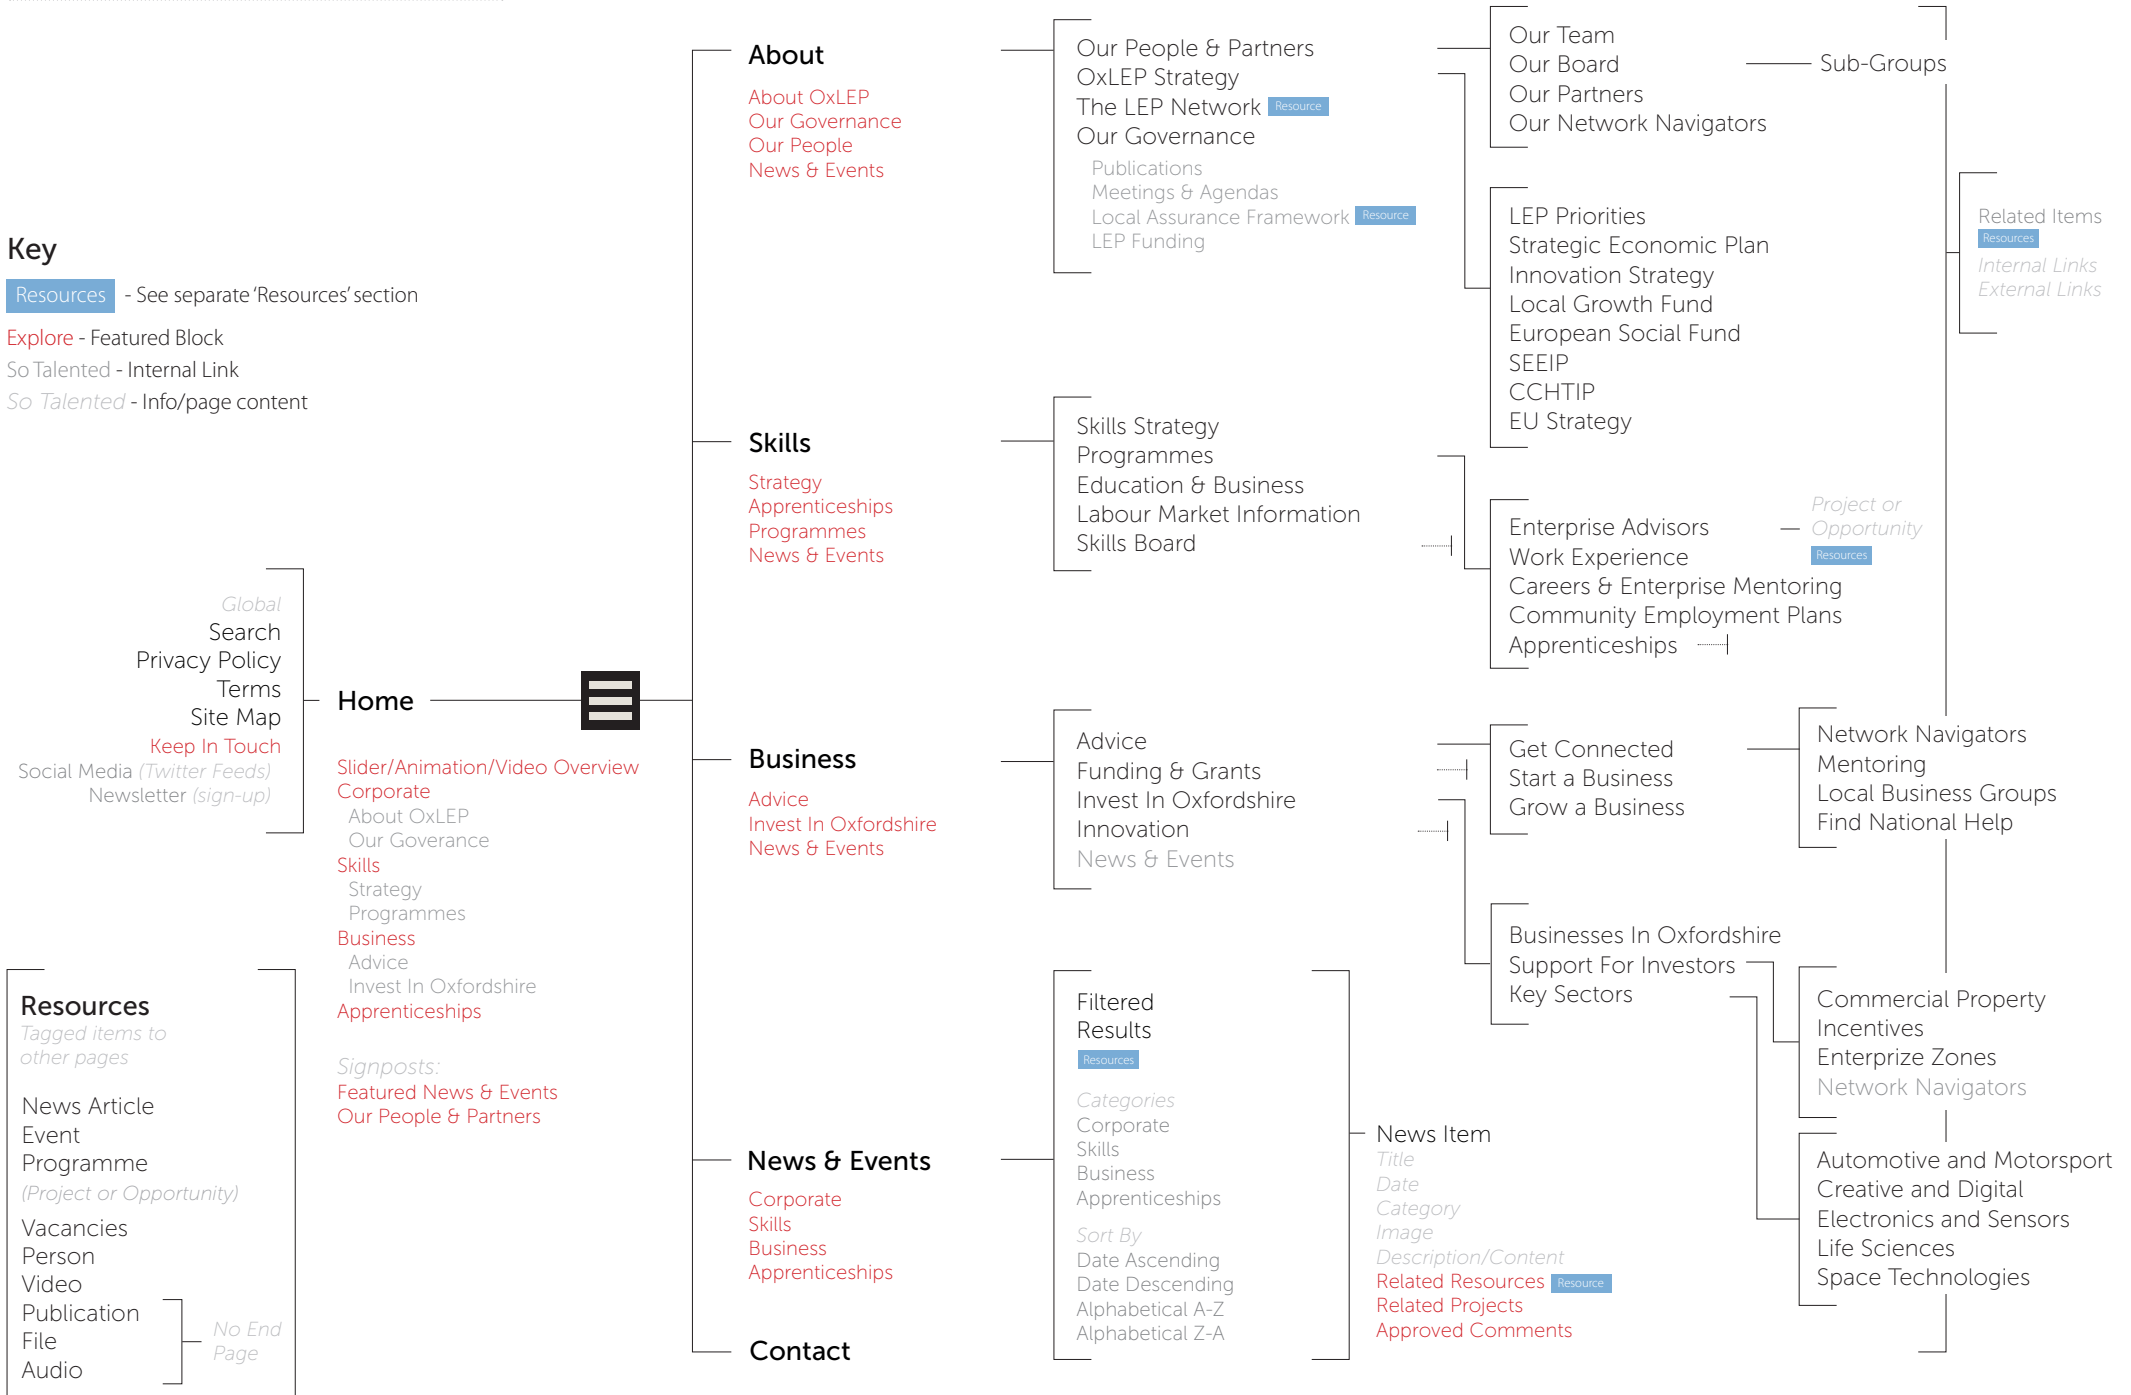 Key
Resources - See separate 'Resources' section
Explore - Featured Block
So Talented - Internal Link
So Talented - Info/page content
Global
Search
Privacy Policy
Terms
Site Map
Keep In Touch
Social Media (Twitter Feeds)
Newsletter (sign-up)
Resources
Tagged items to
other pages
News Article
Event
Programme
(Project or Opportunity)
Vacancies
Person
Video
Publication
File
Audio
No End
Page
Home
Slider/Animation/Video Overview
Corporate
About OxLEP
Our Goverance
Skills
Strategy
Programmes
Business
Advice
Invest In Oxfordshire
Apprenticeships
Signposts:
Featured News & Events
Our People & Partners
About
About OxLEP
Our Governance
Our People
News & Events
Our People & Partners
OxLEP Strategy
The LEP Network Resource
Our Governance
Publications
Meetings & Agendas
Local Assurance Framework Resource
LEP Funding
Our Team
Our Board
Our Partners
Our Network Navigators
Sub-Groups
LEP Priorities
Strategic Economic Plan
Innovation Strategy
Local Growth Fund
European Social Fund
SEEIP
CCHTIP
EU Strategy
Related Items
Resources
Internal Links
External Links
Skills
Strategy
Apprenticeships
Programmes
News & Events
Skills Strategy
Programmes
Education & Business
Labour Market Information
Skills Board
Enterprise Advisors
Work Experience
Careers & Enterprise Mentoring
Community Employment Plans
Apprenticeships
Project or
Opportunity
Resources
Business
Advice
Invest In Oxfordshire
News & Events
Advice
Funding & Grants
Invest In Oxfordshire
Innovation
News & Events
Get Connected
Start a Business
Grow a Business
Network Navigators
Mentoring
Local Business Groups
Find National Help
Businesses In Oxfordshire
Support For Investors
Key Sectors
Commercial Property
Incentives
Enterprize Zones
Network Navigators
Automotive and Motorsport
Creative and Digital
Electronics and Sensors
Life Sciences
Space Technologies
News & Events
Corporate
Skills
Business
Apprenticeships
Filtered
Results
Resources
Categories
Corporate
Skills
Business
Apprenticeships
Sort By
Date Ascending
Date Descending
Alphabetical A-Z
Alphabetical Z-A
News Item
Title
Date
Category
Image
Description/Content
Related Resources Resource
Related Projects
Approved Comments
Contact